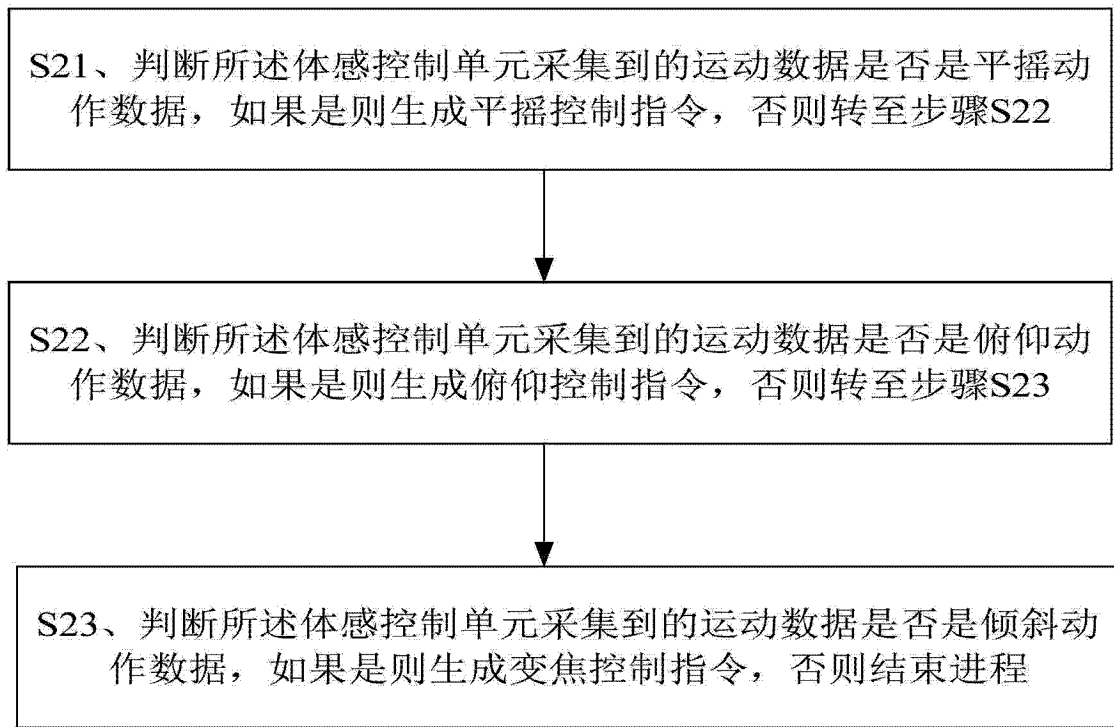 S21、判断所述体感控制单元采集到的运动数据是否是平摇动
作数据，如果是则生成平摇控制指令，否则转至步骤S22
S22、判断所述体感控制单元采集到的运动数据是否是俯仰动
作数据，如果是则生成俯仰控制指令，否则转至步骤S23
S23、判断所述体感控制单元采集到的运动数据是否是倾斜动
作数据，如果是则生成变焦控制指令，否则结束进程